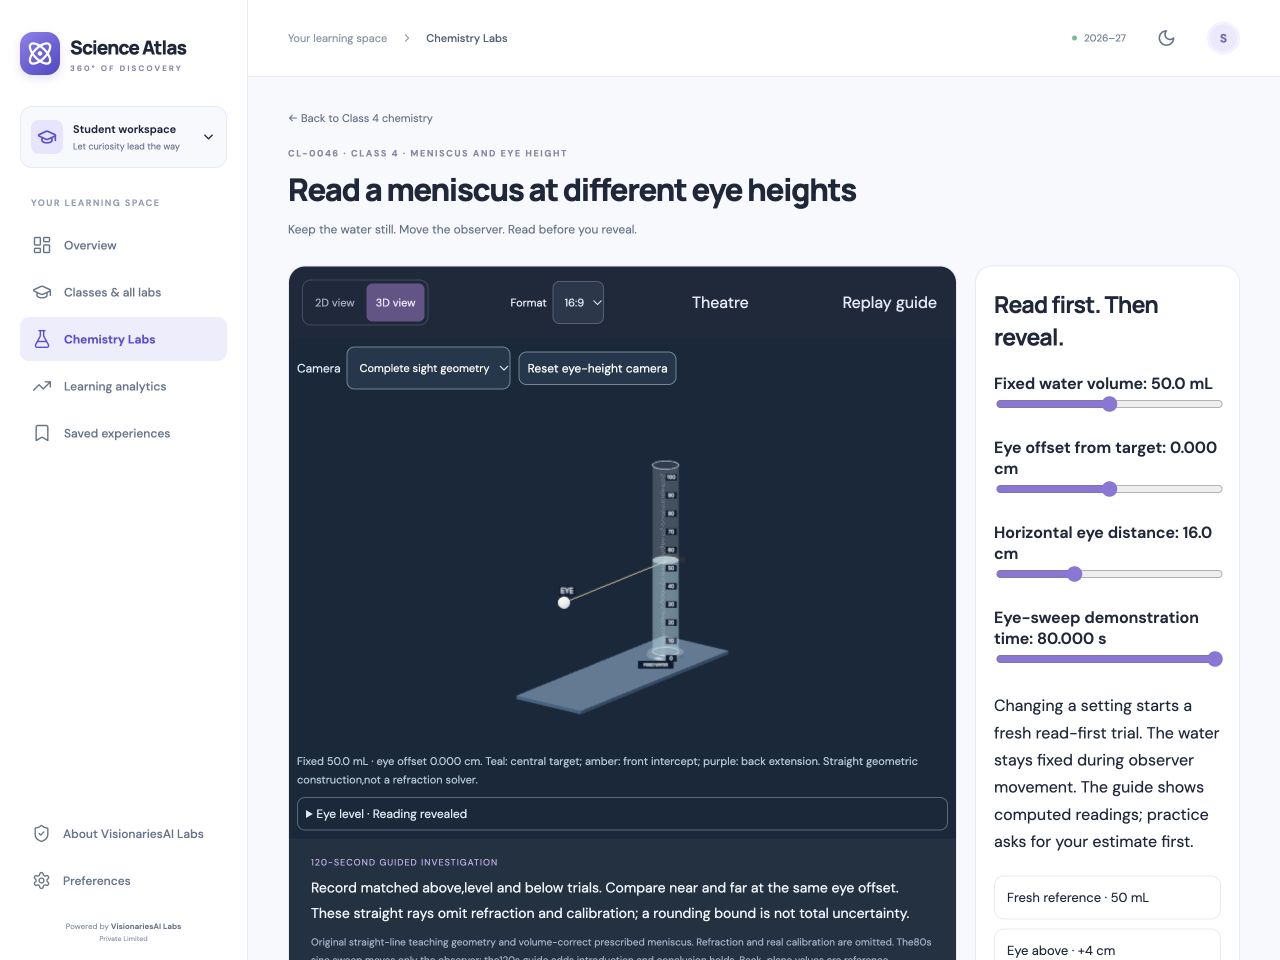 Science Atlas
360° OF DISCOVERY
Student workspace
Let curiosity lead the way
YOUR LEARNING SPACE
Overview
Classes & all labs
Chemistry Labs
Learning analytics
Saved experiences
About VisionariesAI Labs
Preferences
Powered by VisionariesAI Labs
Private Limited
Your learning space > Chemistry Labs
2026–27
S
← Back to Class 4 chemistry
CL-0046 · CLASS 4 · MENISCUS AND EYE HEIGHT
Read a meniscus at different eye heights
Keep the water still. Move the observer. Read before you reveal.
2D view
3D view
Format
16:9
Theatre
Replay guide
Camera
Complete sight geometry
Reset eye-height camera
EYE
100
90
80
70
60
50
40
30
20
10
0
Fixed 50.0 mL · eye offset 0.000 cm. Teal: central target; amber: front intercept; purple: back extension. Straight geometric
construction,not a refraction solver.
▶ Eye level · Reading revealed
120-SECOND GUIDED INVESTIGATION
Record matched above,level and below trials. Compare near and far at the same eye offset.
These straight rays omit refraction and calibration; a rounding bound is not total uncertainty.
Original straight-line teaching geometry and volume-correct prescribed meniscus. Refraction and real calibration are omitted. The80s
Read first. Then
reveal.
Fixed water volume: 50.0 mL
Eye offset from target: 0.000
cm
Horizontal eye distance: 16.0
cm
Eye-sweep demonstration
time: 80.000 s
Changing a setting starts a
fresh read-first trial. The water
stays fixed during observer
movement. The guide shows
computed readings; practice
asks for your estimate first.
Fresh reference · 50 mL
Eye above · +4 cm